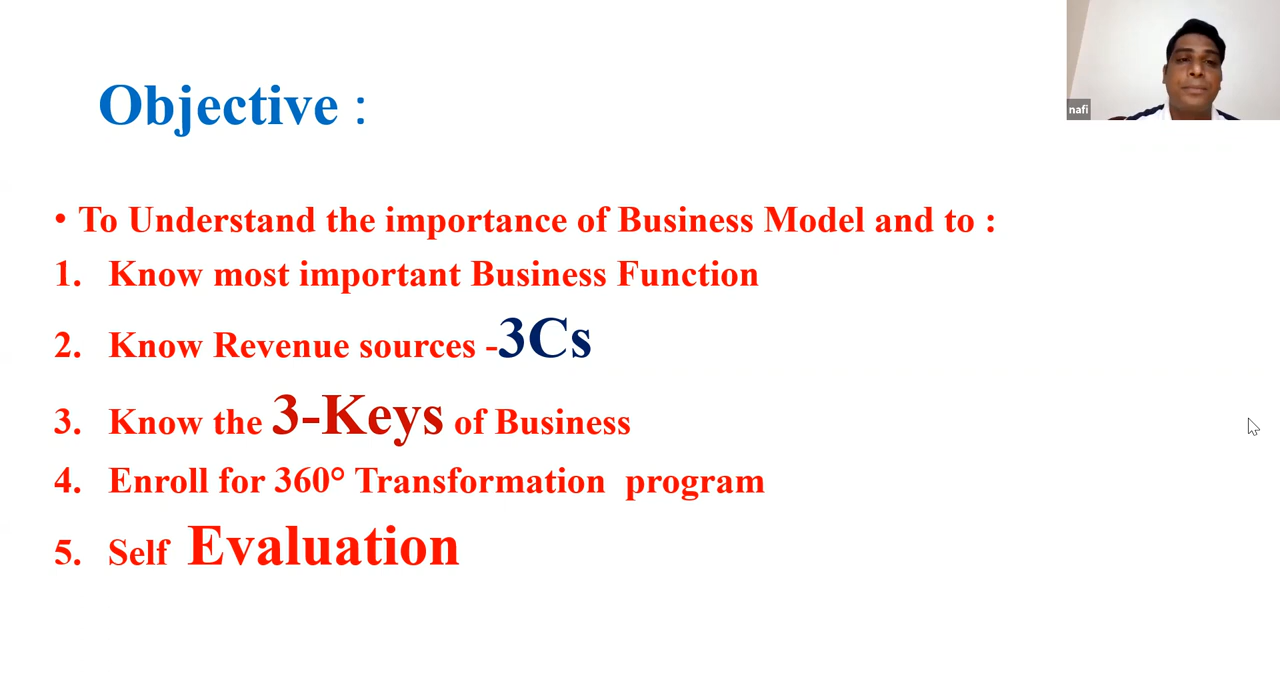 Objective :
nafi
• To Understand the importance of Business Model and to :
1. Know most important Business Function
2. Know Revenue sources -3Cs
3. Know the 3-Keys of Business
4. Enroll for 360° Transformation program
5. Self Evaluation